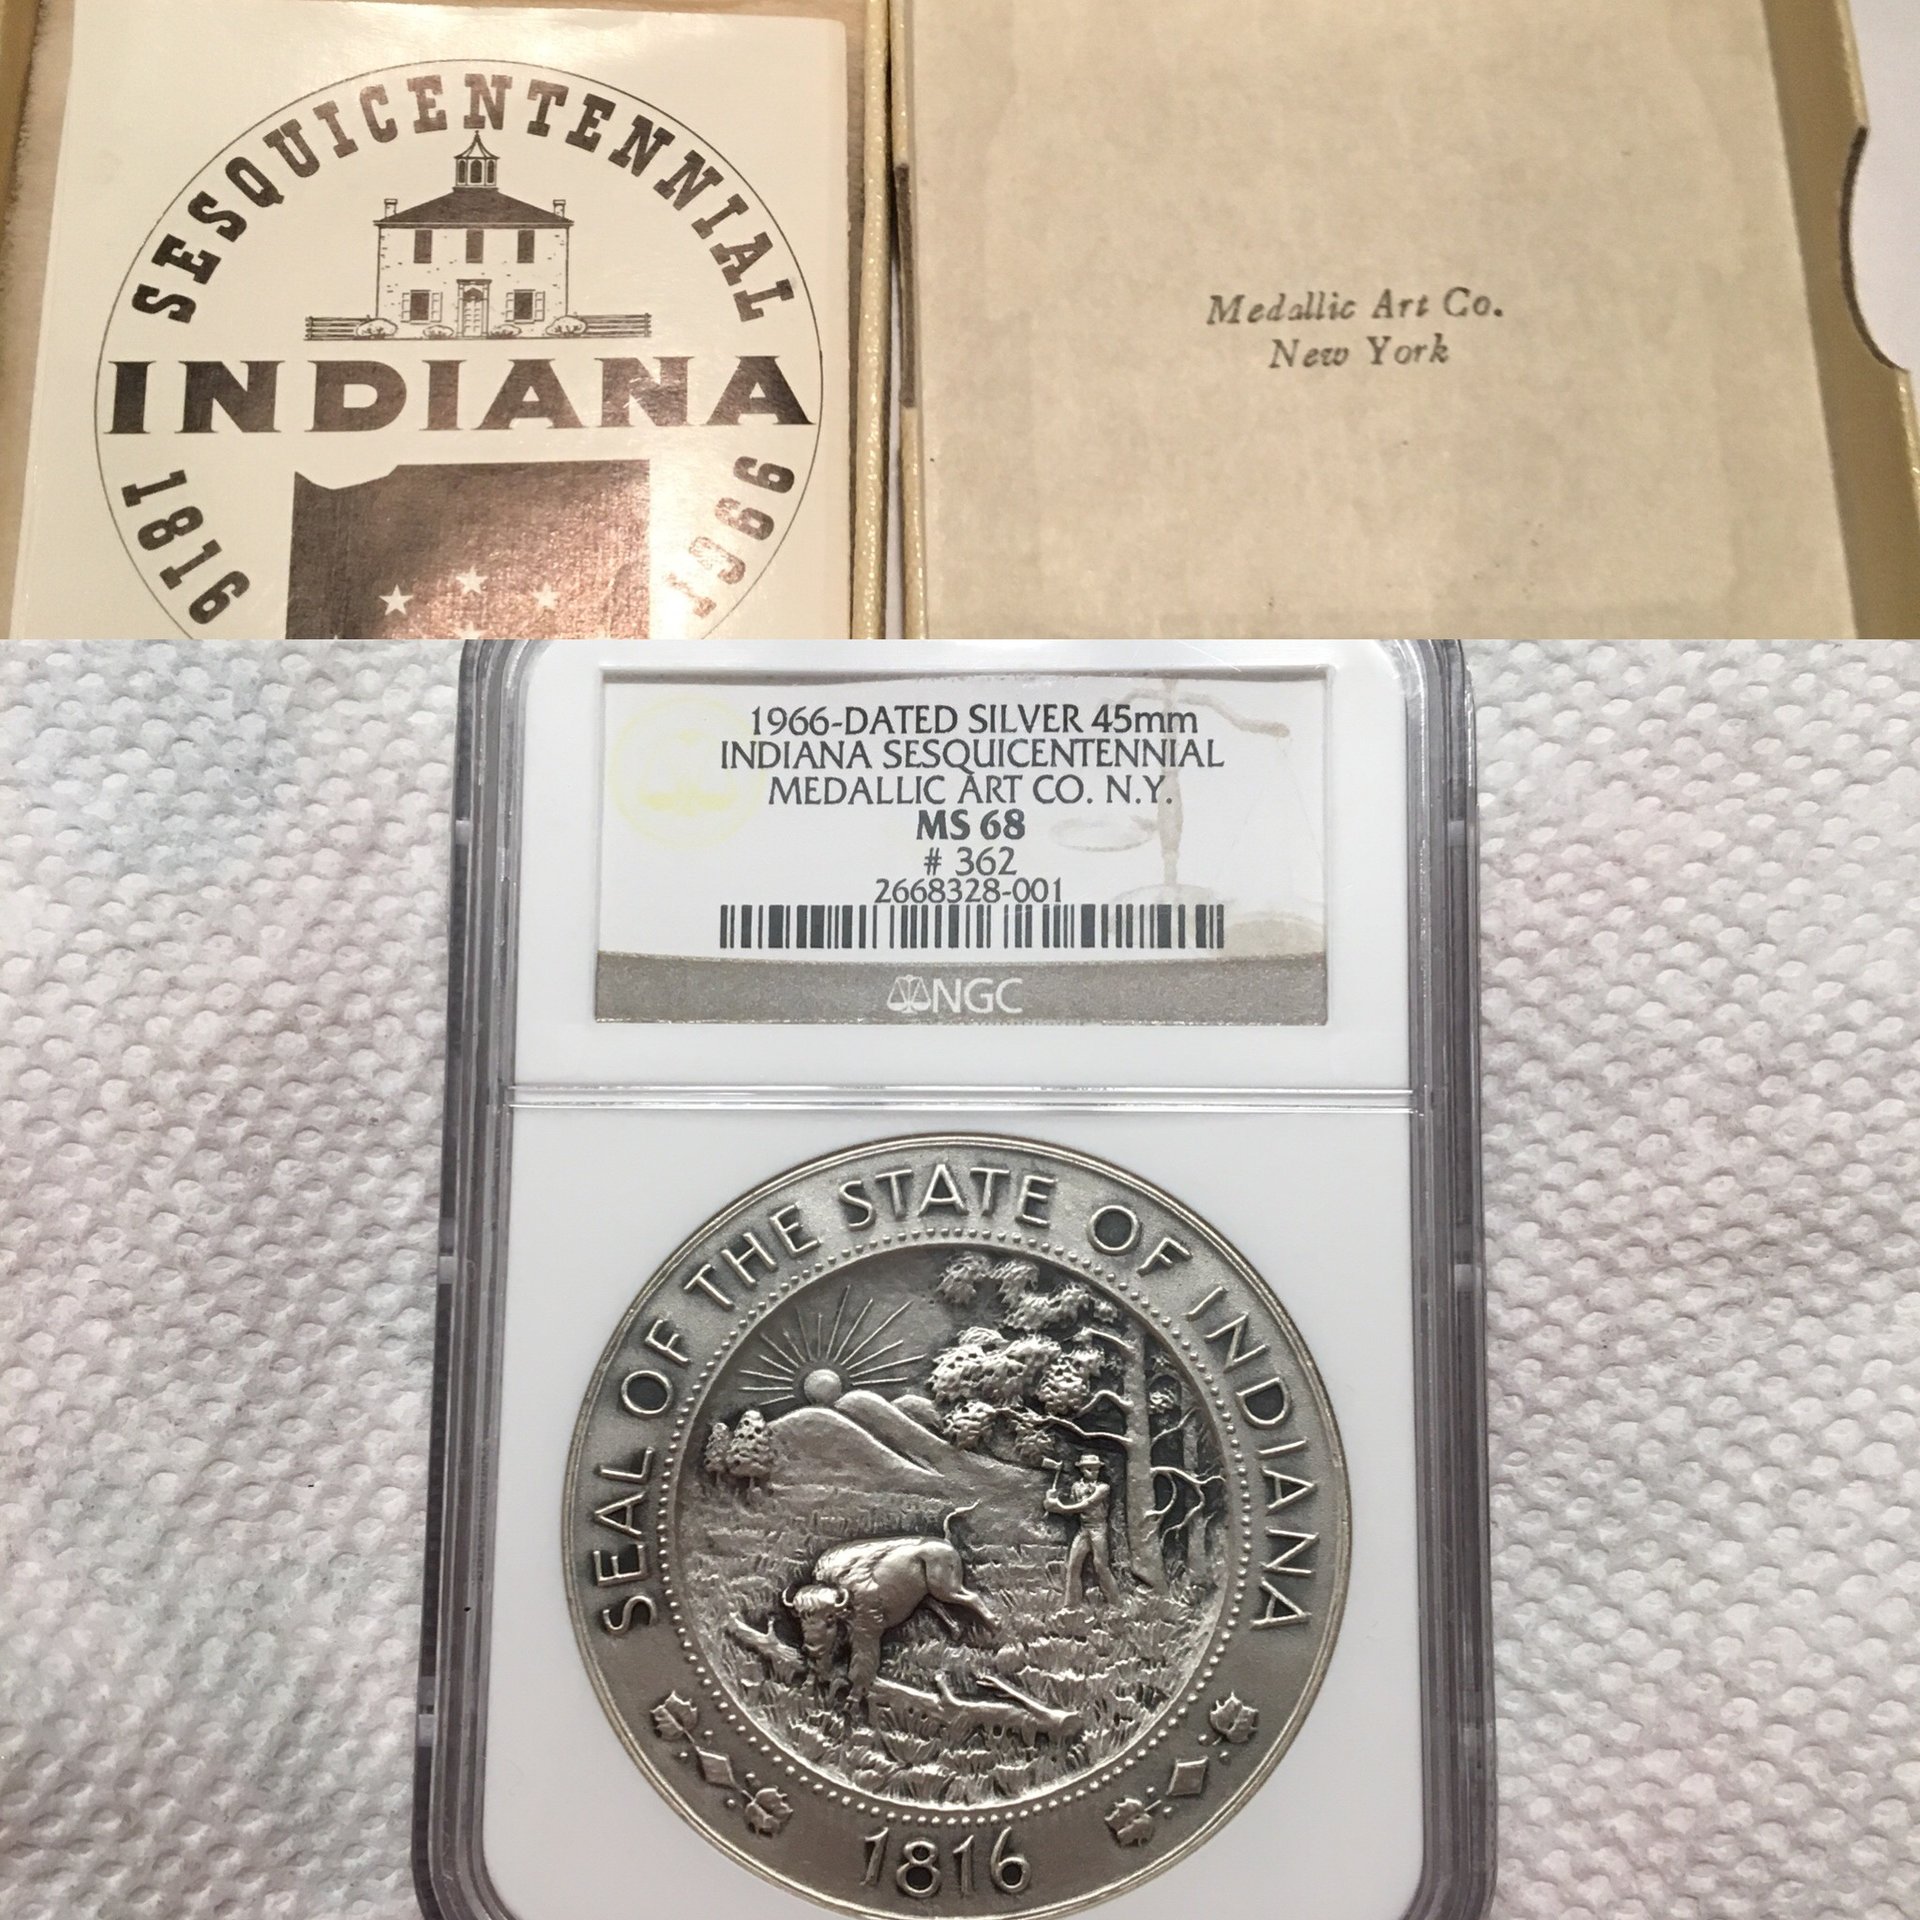 SESQUICENTENNIAL
INDIANA
1816 1966
Medallic Art Co.
New York
1966-DATED SILVER 45mm
INDIANA SESQUICENTENNIAL
MEDALLIC ART CO. N.Y.
MS 68
# 362
2668328-001
NGC
SEAL OF THE STATE OF INDIANA
1816